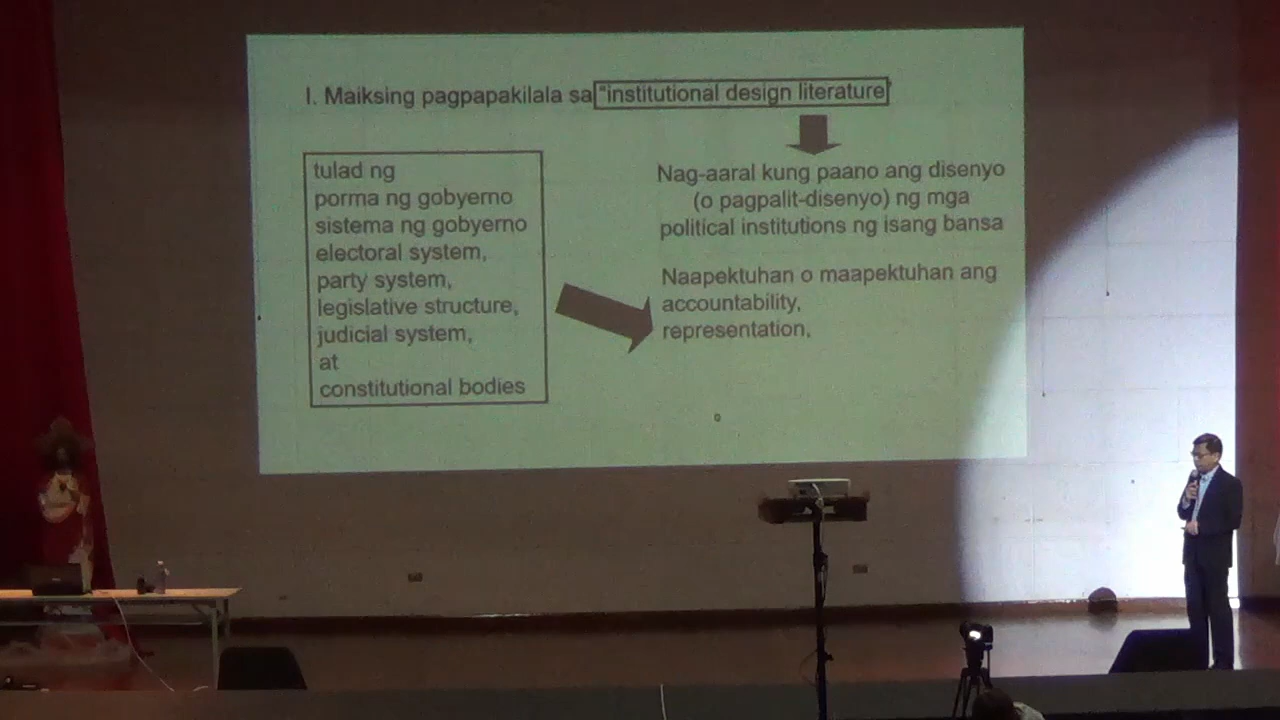 I. Maiksing pagpapakilala sa "institutional design literature"
tulad ng
porma ng gobyerno
sistema ng gobyerno
electoral system,
party system,
legislative structure,
judicial system,
at
constitutional bodies
Nag-aaral kung paano ang disenyo
(o pagpalit-disenyo) ng mga
political institutions ng isang bansa
Naapektuhan o maapektuhan ang
accountability,
representation,